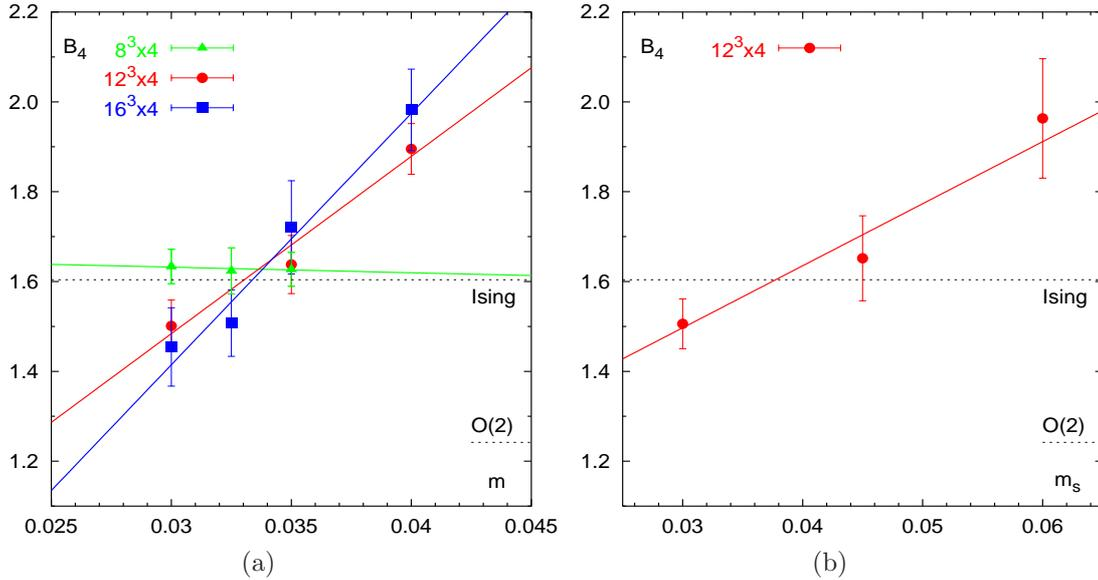 2.2
2.0
1.8
1.6
1.4
1.2
B₄
8³x4
12³x4
16³x4
Ising
O(2)
m
0.025 0.03 0.035 0.04 0.045
(a)
2.2
2.0
1.8
1.6
1.4
1.2
B₄
12³x4
Ising
O(2)
mₛ
0.03 0.04 0.05 0.06
(b)